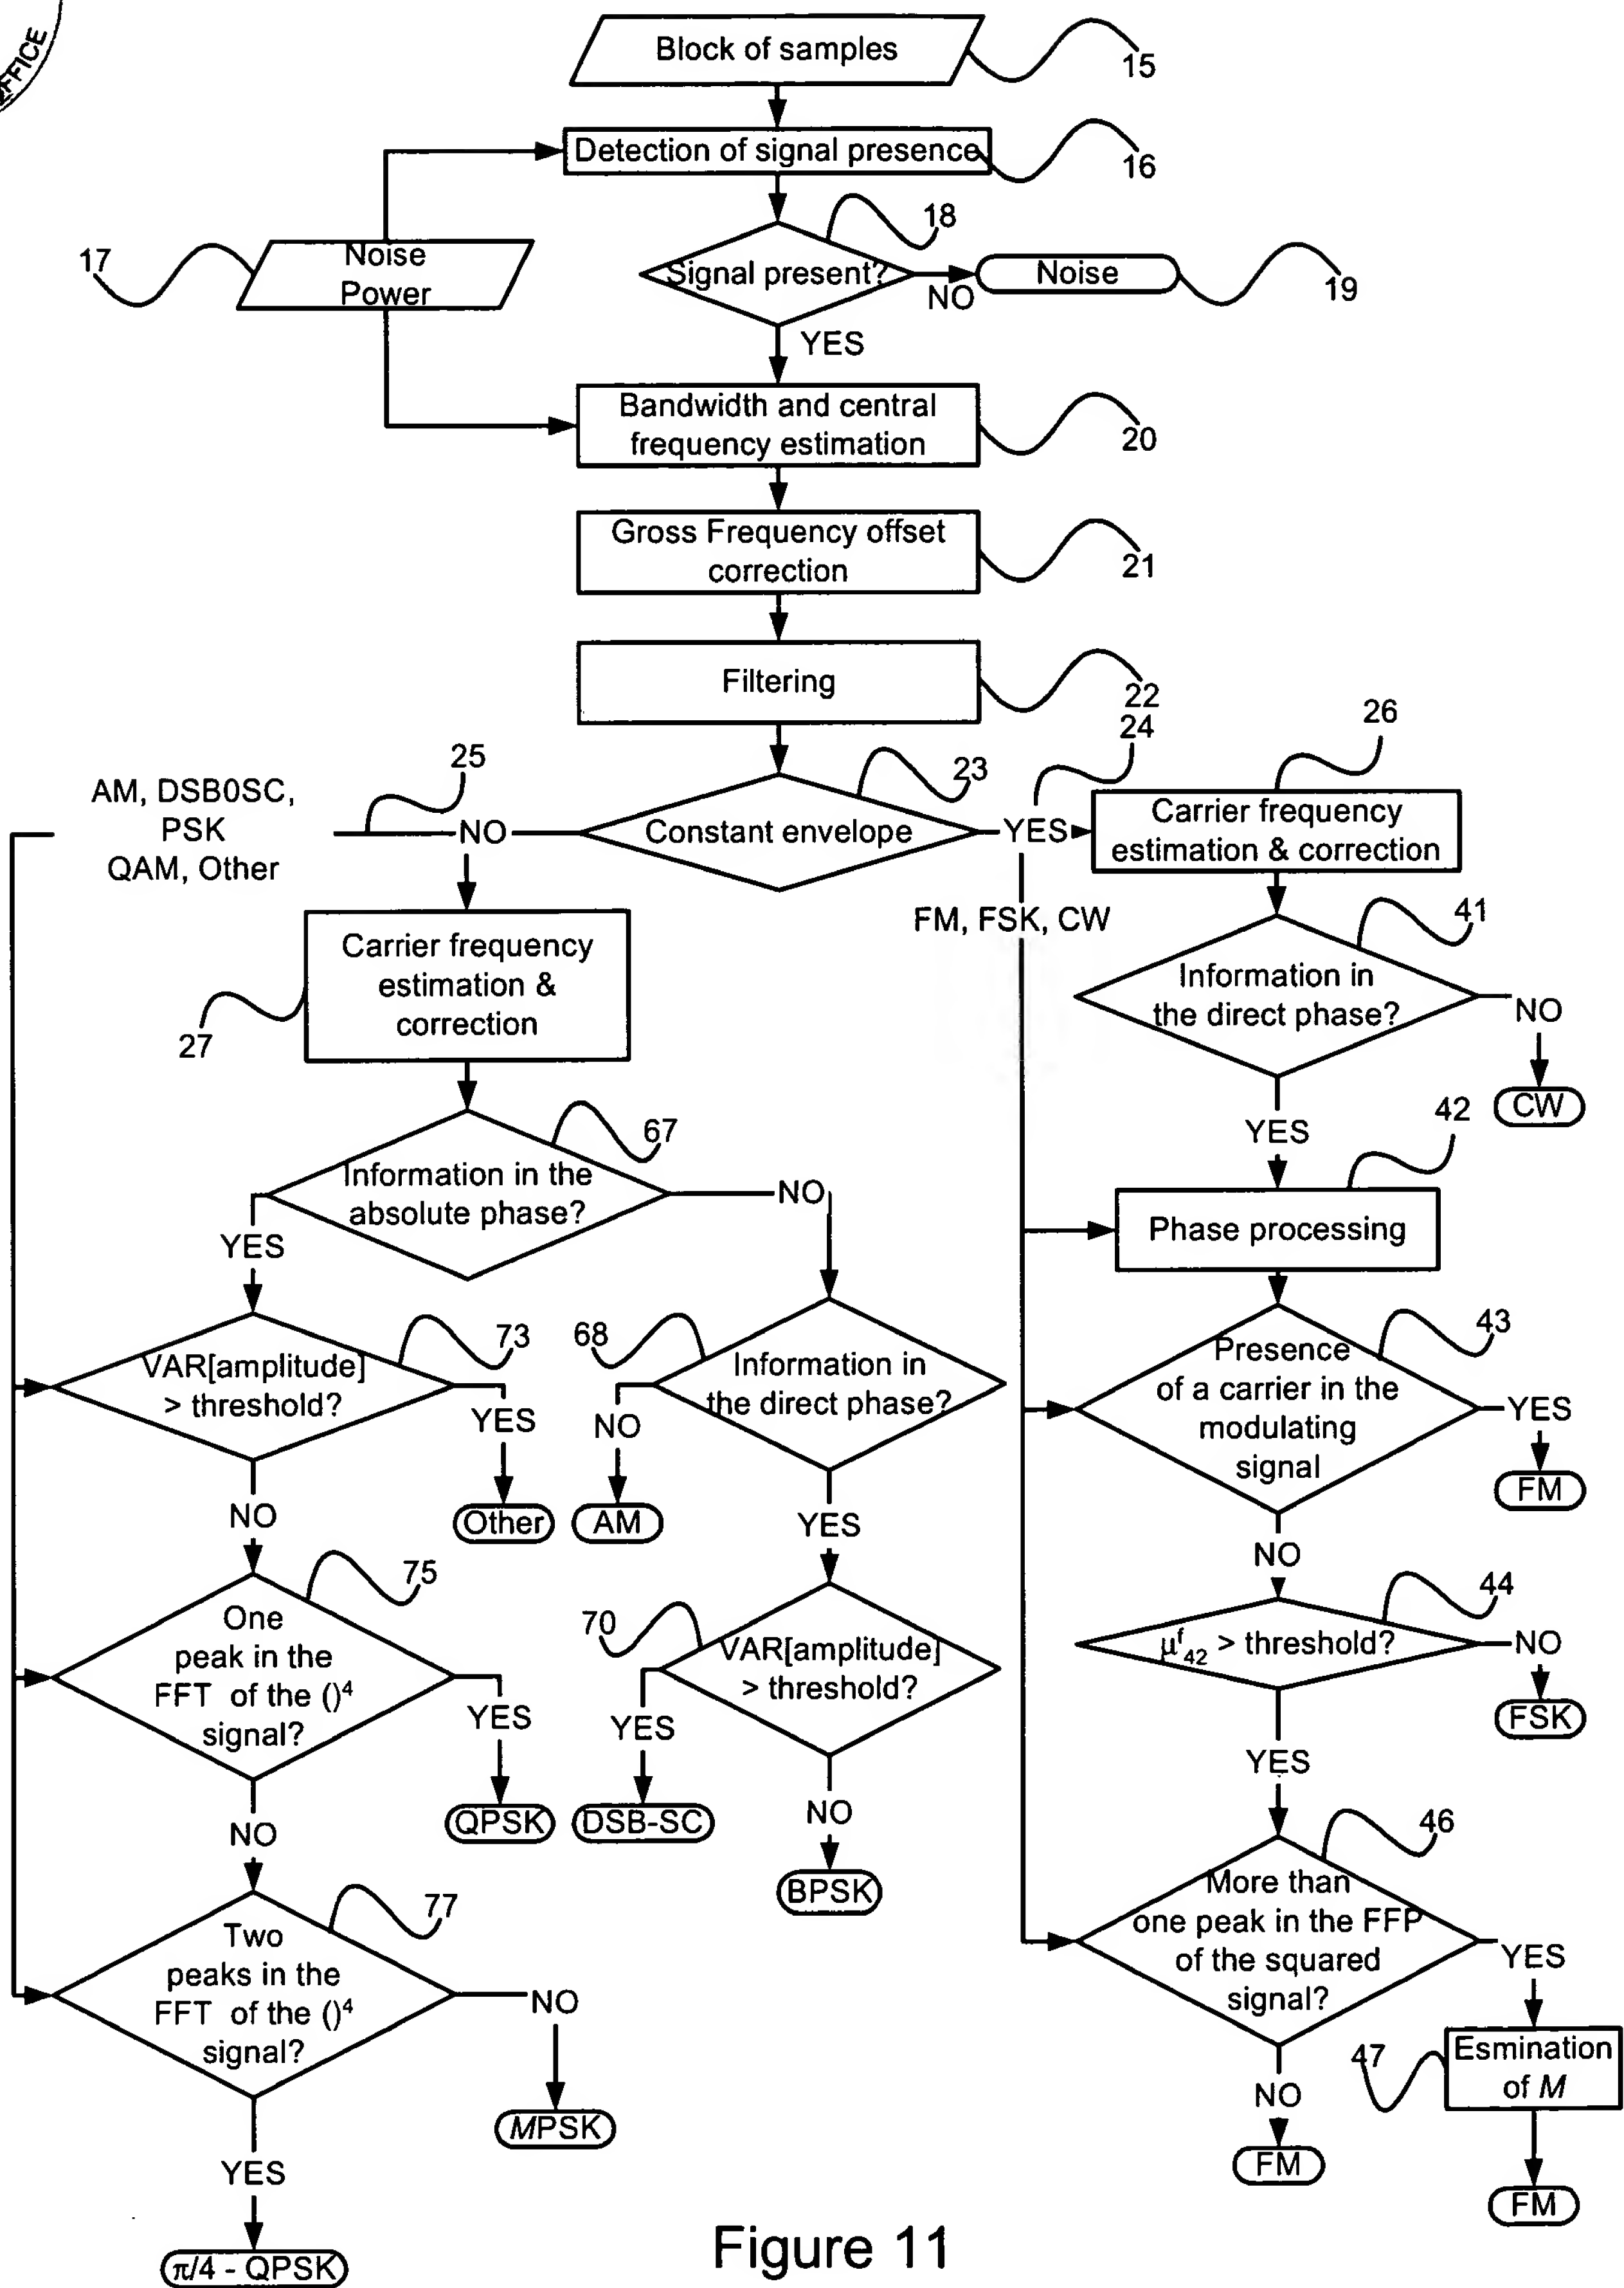 OFFICE
Block of samples
15
Detection of signal presence
16
17
Noise
Power
18
Signal present?
NO
Noise
19
YES
Bandwidth and central
frequency estimation
20
Gross Frequency offset
correction
21
Filtering
22
24
26
25
23
AM, DSB0SC,
PSK
QAM, Other
NO
Constant envelope
YES
Carrier frequency
estimation & correction
FM, FSK, CW
41
Carrier frequency
estimation &
correction
27
Information in
the direct phase?
NO
CW
YES
42
67
Information in the
absolute phase?
NO
YES
Phase processing
73
VAR[amplitude]
> threshold?
YES
Other
NO
68
Information in
the direct phase?
NO
AM
YES
43
Presence
of a carrier in the
modulating
signal
YES
FM
NO
75
One
peak in the
FFT of the ()⁴
signal?
YES
QPSK
NO
70
VAR[amplitude]
> threshold?
YES
DSB-SC
NO
BPSK
44
μᶠ₄₂ > threshold?
NO
FSK
YES
46
More than
one peak in the FFP
of the squared
signal?
YES
47
Esmination
of M
NO
FM
FM
77
Two
peaks in the
FFT of the ()⁴
signal?
NO
MPSK
YES
π/4 - QPSK
Figure 11